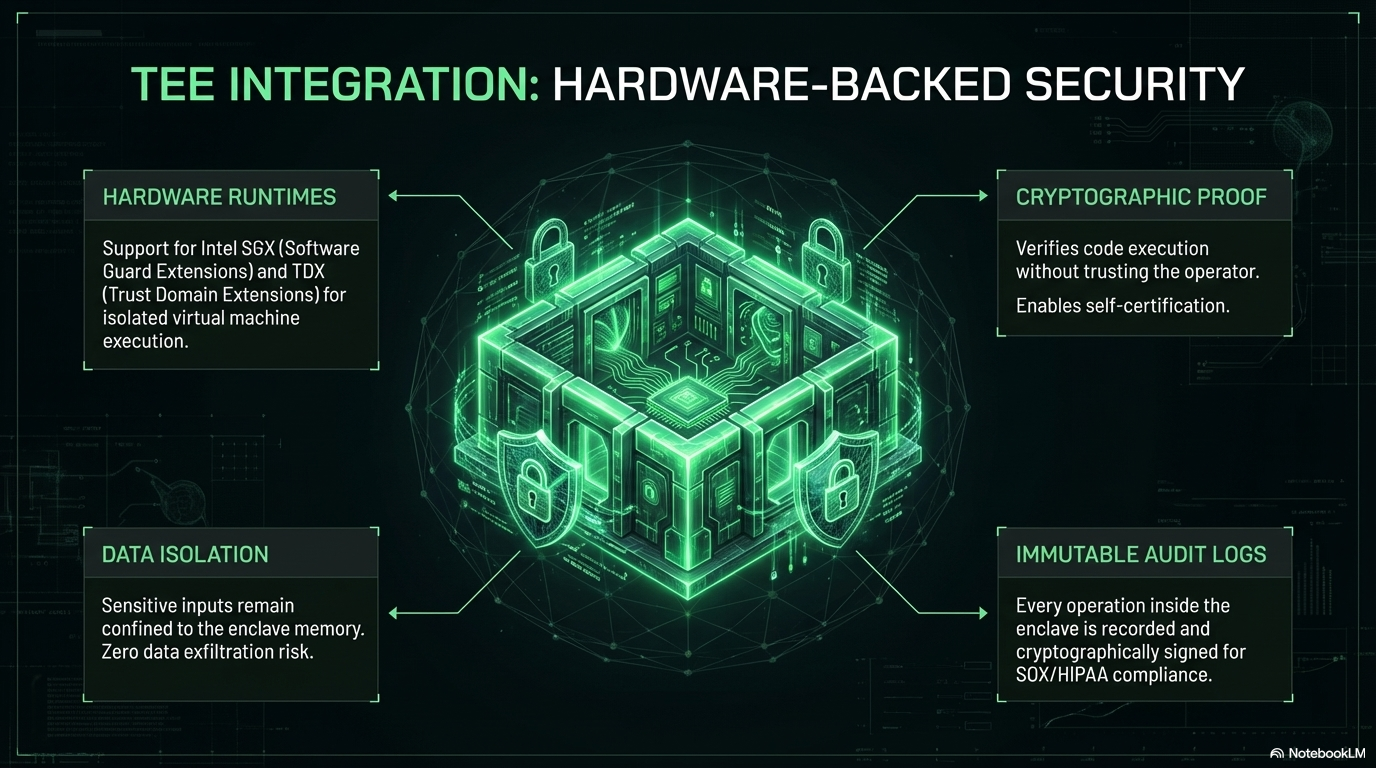 TEE INTEGRATION: HARDWARE-BACKED SECURITY
HARDWARE RUNTIMES
Support for Intel SGX (Software
Guard Extensions) and TDX
(Trust Domain Extensions) for
isolated virtual machine
execution.
CRYPTOGRAPHIC PROOF
Verifies code execution
without trusting the operator.
Enables self-certification.
DATA ISOLATION
Sensitive inputs remain
confined to the enclave memory.
Zero data exfiltration risk.
IMMUTABLE AUDIT LOGS
Every operation inside the
enclave is recorded and
cryptographically signed for
SOX/HIPAA compliance.
NotebookLM